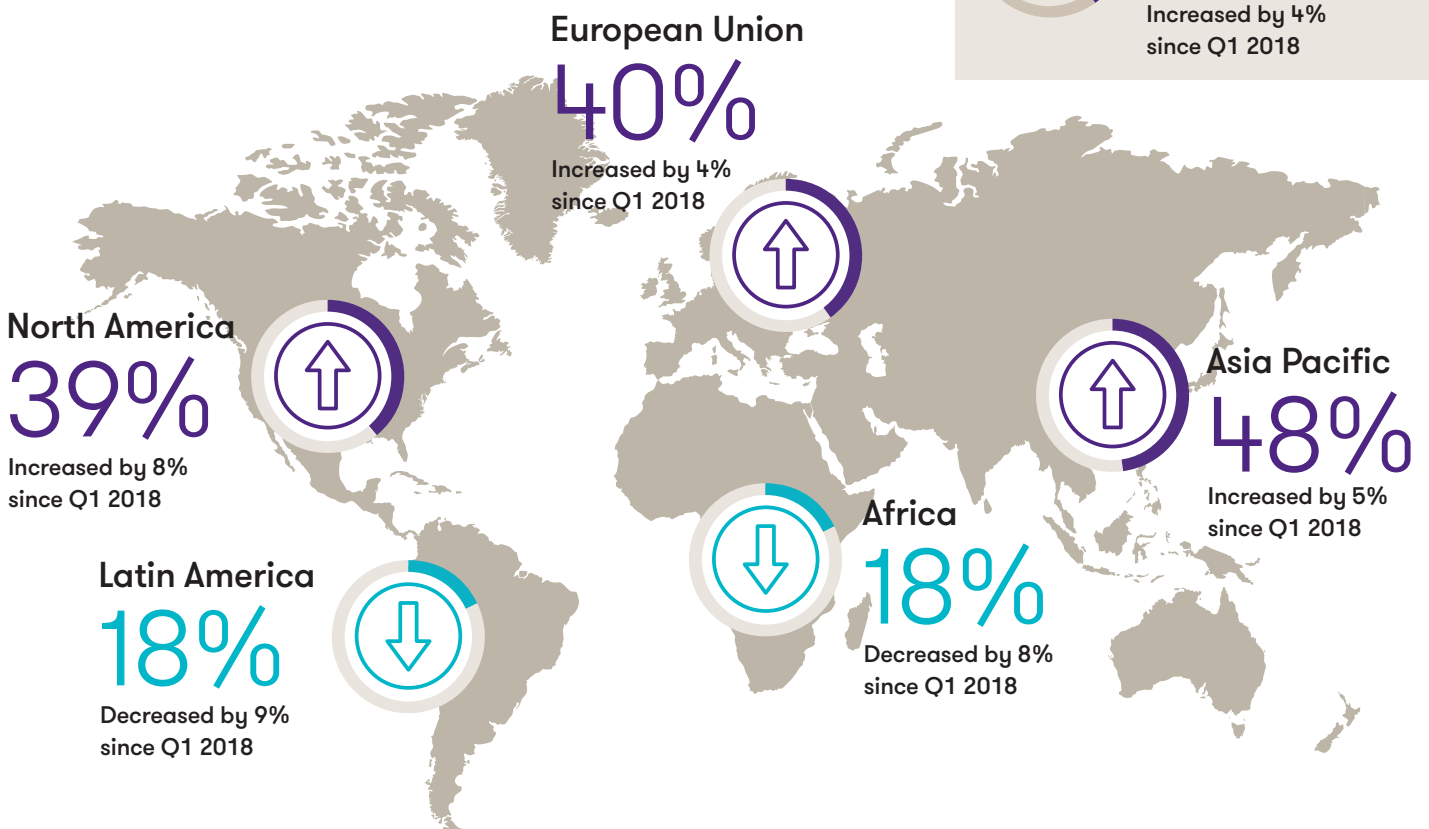 Increased by 4%
since Q1 2018
European Union
40%
Increased by 4%
since Q1 2018
North America
39%
Increased by 8%
since Q1 2018
Asia Pacific
48%
Increased by 5%
since Q1 2018
Africa
18%
Decreased by 8%
since Q1 2018
Latin America
18%
Decreased by 9%
since Q1 2018